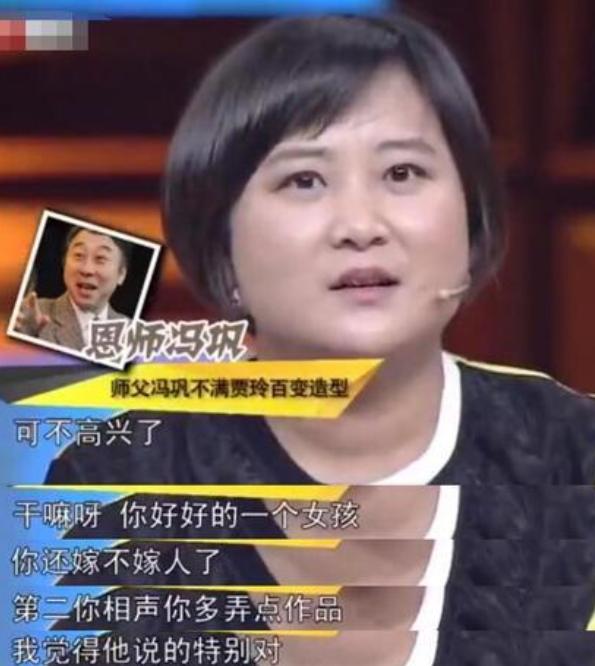 恩师冯巩
师父冯巩不满贾玲百变造型
可不高兴了
干嘛呀 你好好的一个女孩
你还嫁不嫁人了
第二你相声你多弄点作品
我觉得他说的特别对